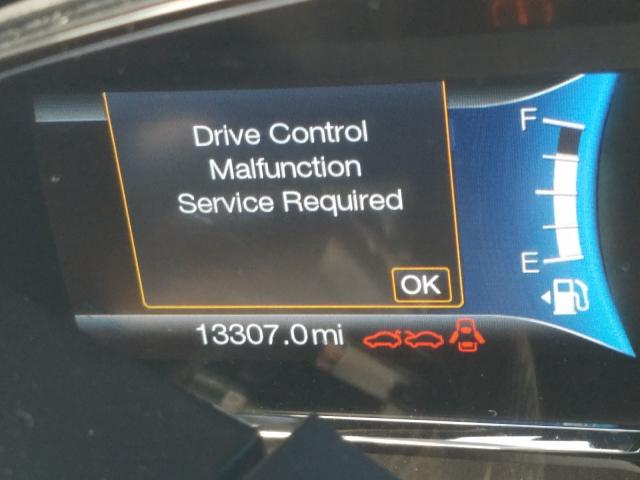 Drive Control
Malfunction
Service Required
OK
F
E
13307.0mi